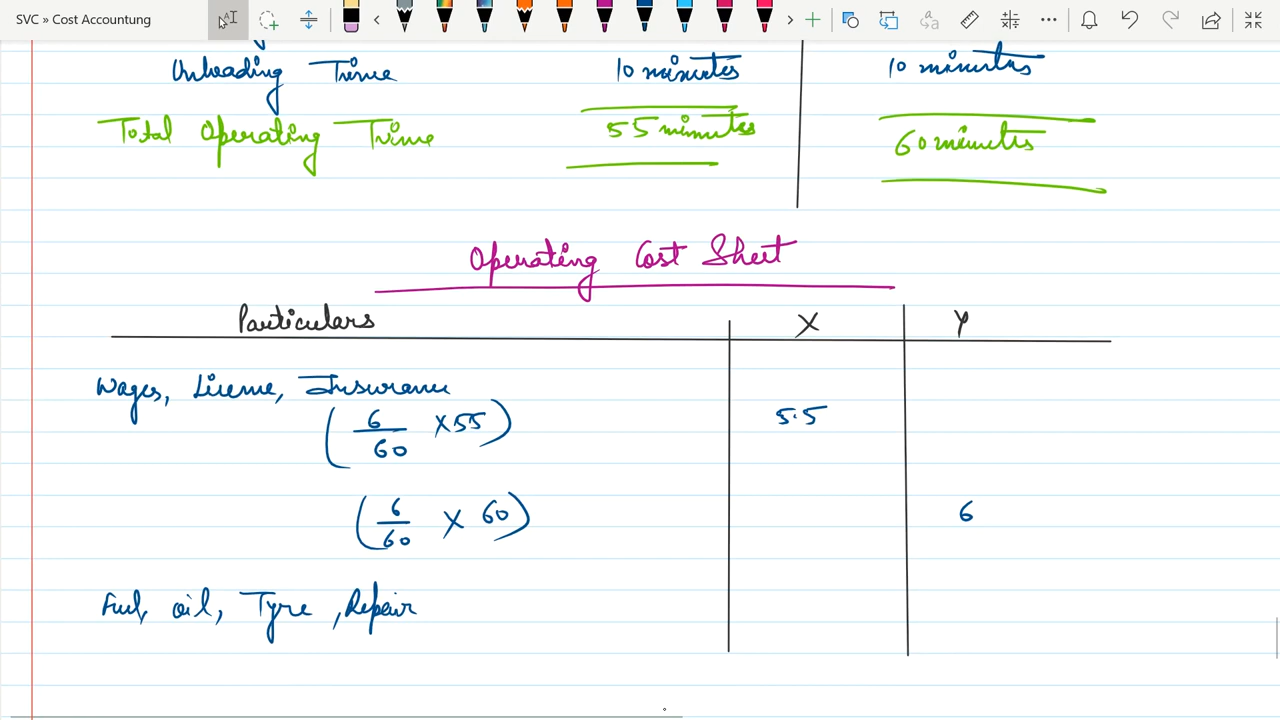 SVC » Cost Accountung
Unloading Time 10 minutes 10 minutes
Total Operating Time 55 minutes 60 minutes
Operating Cost Sheet
Particulars X Y
Wages, License, Insurance
(6/60 ×55) 5.5
(6/60 × 60) 6
Fuel, oil, Tyre, Repair